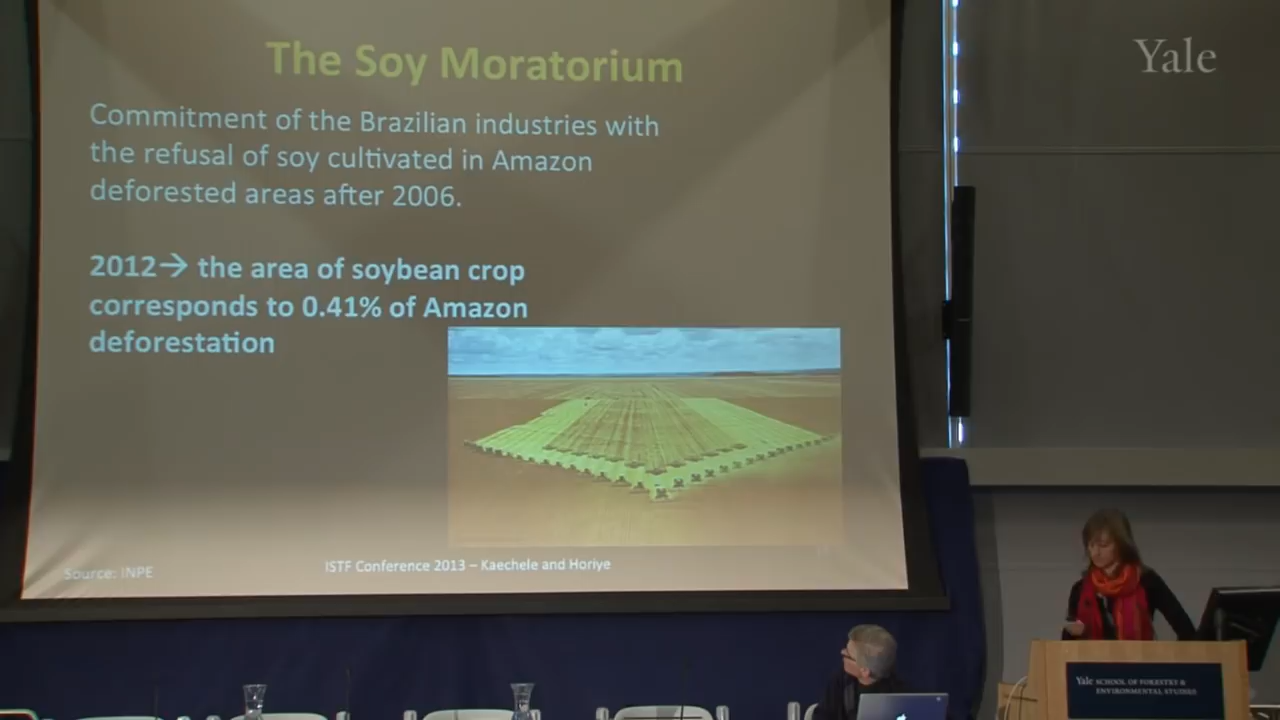 The Soy Moratorium
Yale
Commitment of the Brazilian industries with
the refusal of soy cultivated in Amazon
deforested areas after 2006.
2012→ the area of soybean crop
corresponds to 0.41% of Amazon
deforestation
Source: INPE
ISTF Conference 2013 – Kaechele and Horiye
Yale SCHOOL OF FORESTRY &
ENVIRONMENTAL STUDIES